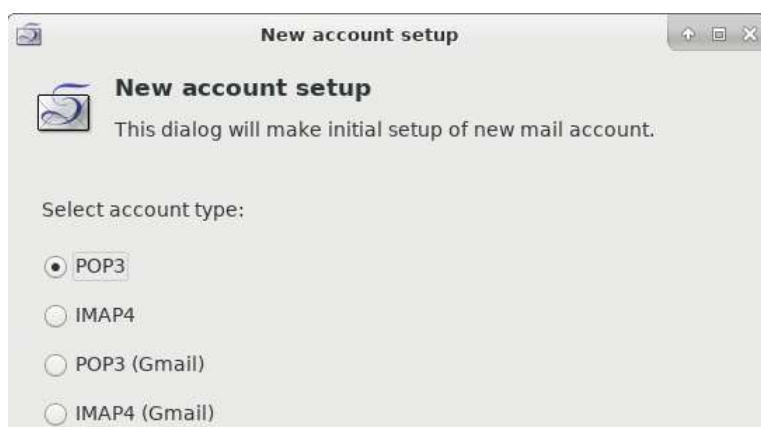 New account setup
New account setup
This dialog will make initial setup of new mail account.
Select account type:
POP3
IMAP4
POP3 (Gmail)
IMAP4 (Gmail)